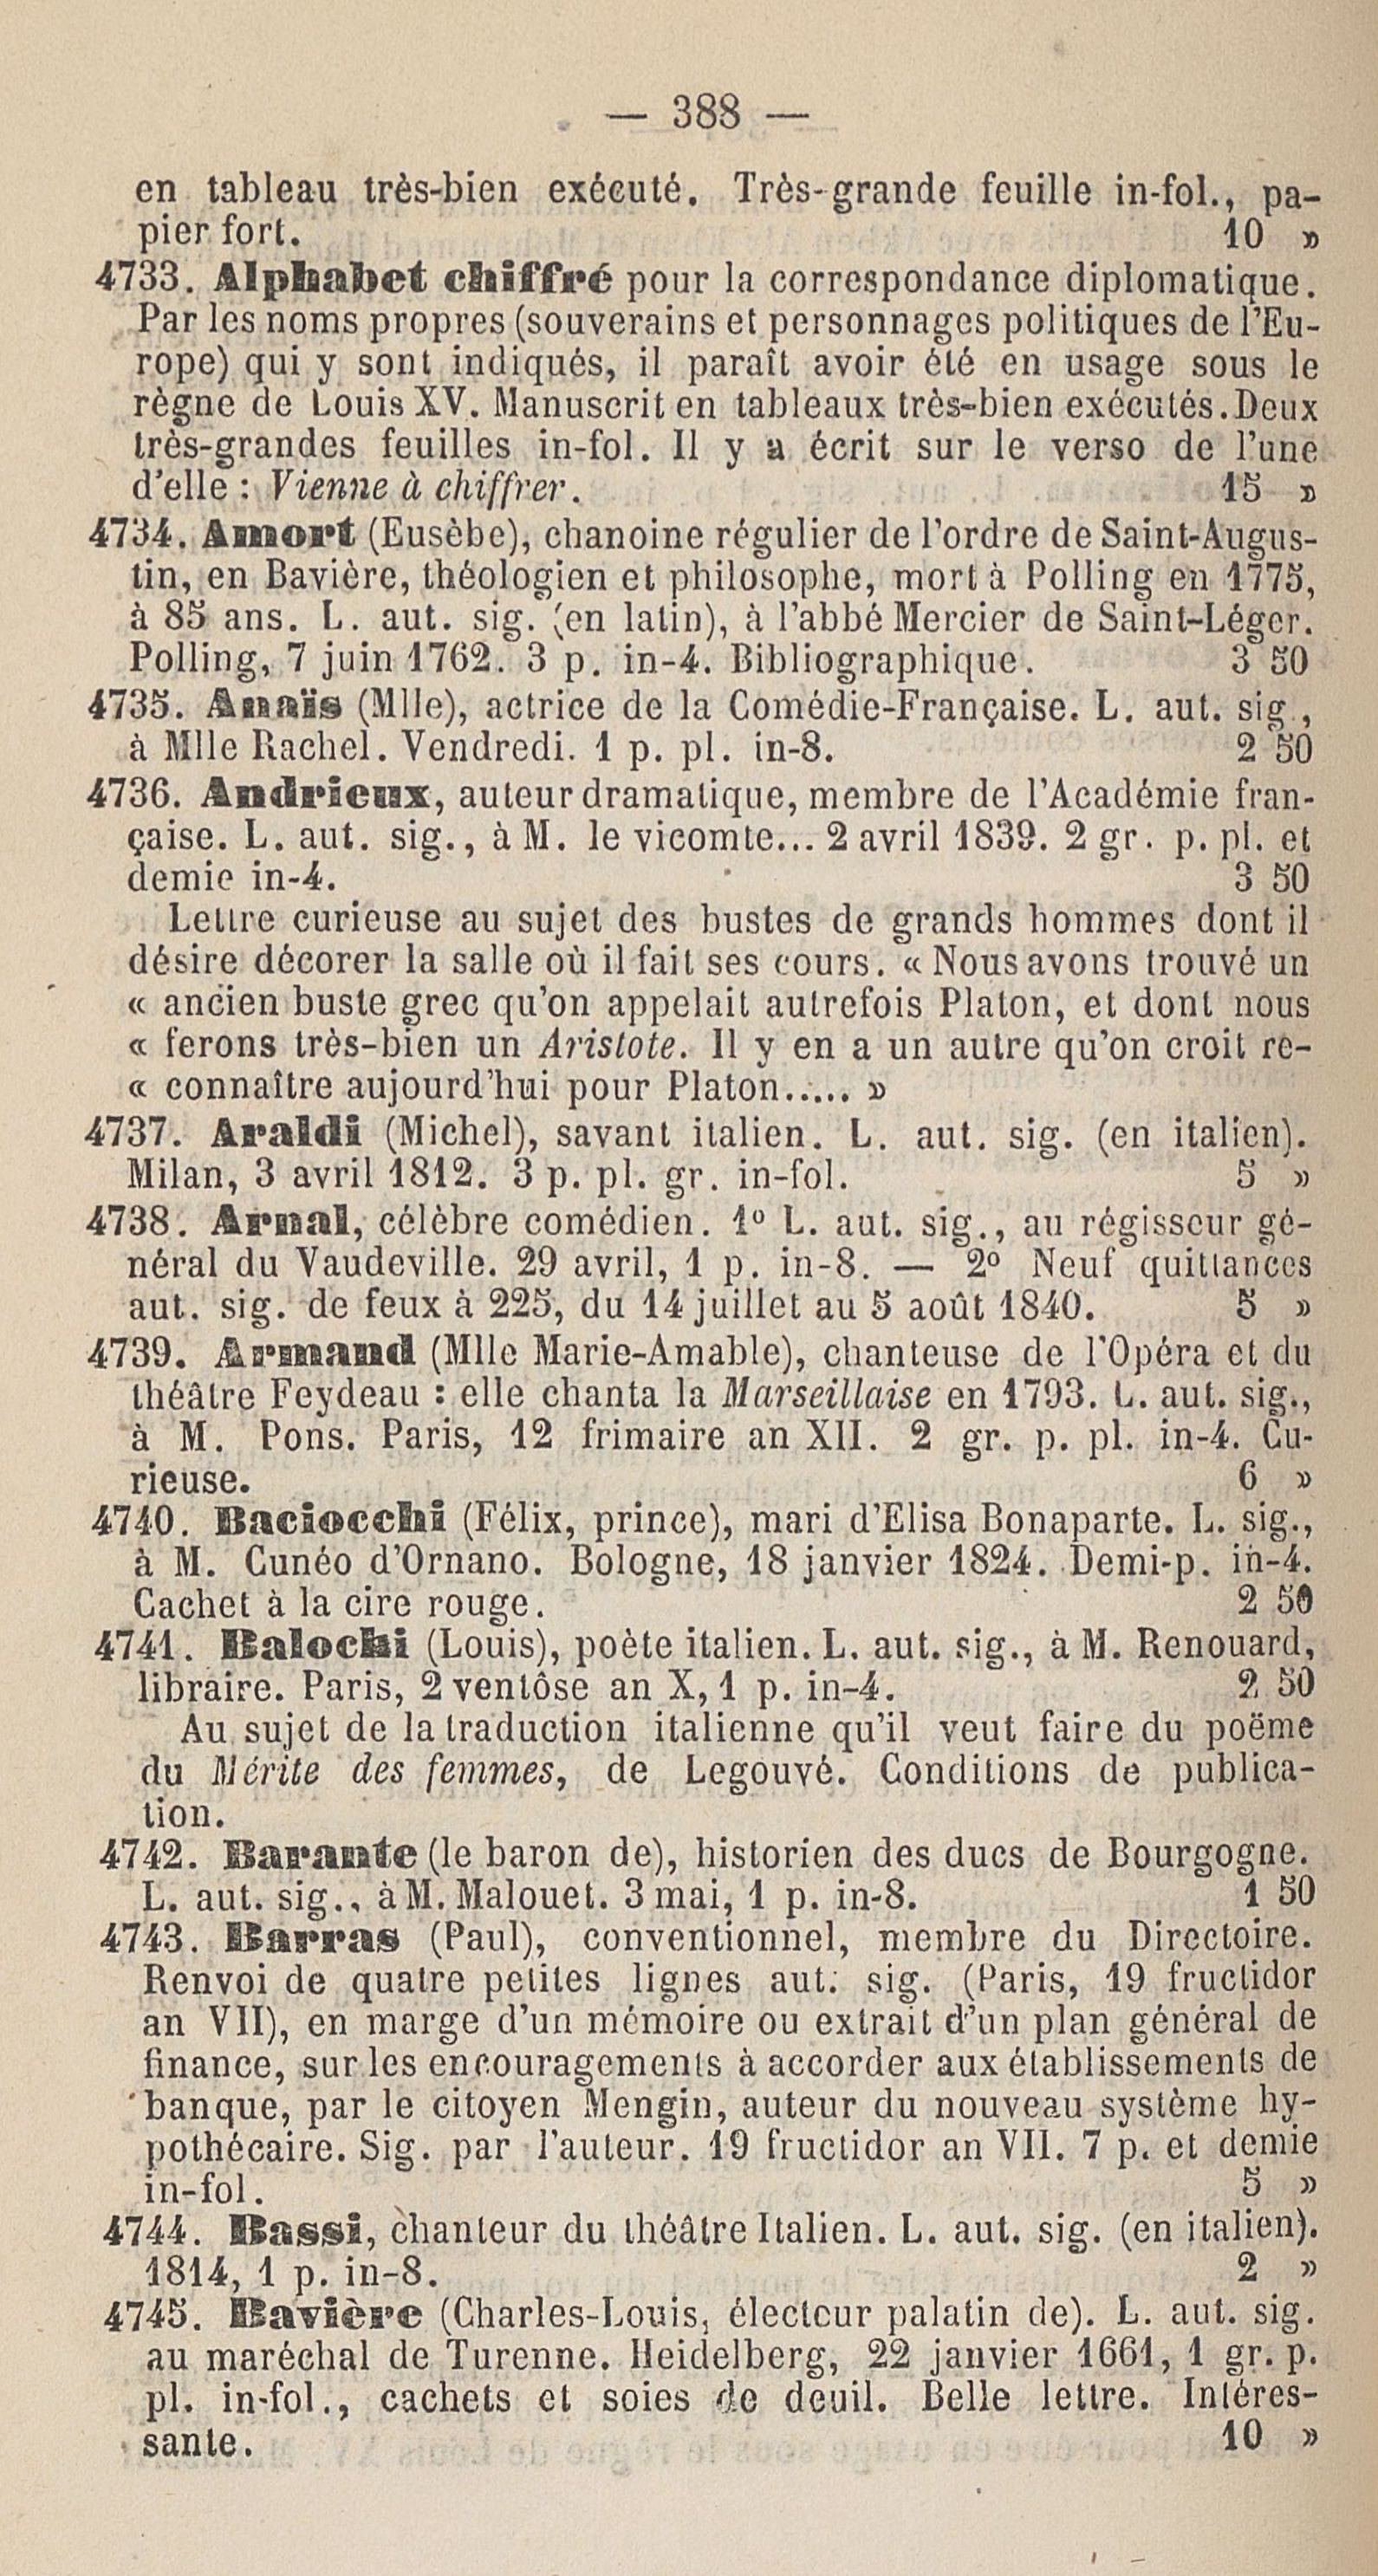 — 388 —
en tableau très-bien exécuté. Très-grande feuille in-fol., pa-
pier fort. 10 »
4733. Alphabet chiffré pour la correspondance diplomatique.
Par les noms propres (souverains et personnages politiques de l'Eu-
rope) qui y sont indiqués, il paraît avoir été en usage sous le
règne de Louis XV. Manuscrit en tableaux très-bien exécutés. Deux
très-grandes feuilles in-fol. Il y a écrit sur le verso de l'une
d'elle : Vienne à chiffrer. 15 »
4734. Amort (Eusèbe), chanoine régulier de l'ordre de Saint-Augus-
tin, en Bavière, théologien et philosophe, mort à Polling en 1775,
à 85 ans. L. aut. sig. (en latin), à l'abbé Mercier de Saint-Léger.
Polling, 7 juin 1762. 3 p. in-4. Bibliographique. 3 50
4735. Anaïs (Mlle), actrice de la Comédie-Française. L. aut. sig.,
à Mlle Rachel. Vendredi. 1 p. pl. in-8. 2 50
4736. Andrieux, auteur dramatique, membre de l'Académie fran-
çaise. L. aut. sig., à M. le vicomte... 2 avril 1839. 2 gr. p. pl. et
demie in-4. 3 50
Lettre curieuse au sujet des bustes de grands hommes dont il
désire décorer la salle où il fait ses cours. « Nous avons trouvé un
« ancien buste grec qu'on appelait autrefois Platon, et dont nous
« ferons très-bien un Aristote. Il y en a un autre qu'on croit re-
« connaître aujourd'hui pour Platon..... »
4737. Araldi (Michel), savant italien. L. aut. sig. (en italien).
Milan, 3 avril 1812. 3 p. pl. gr. in-fol. 5 »
4738. Arnal, célèbre comédien. 1º L. aut. sig., au régisseur gé-
néral du Vaudeville. 29 avril, 1 p. in-8. — 2º Neuf quittances
aut. sig. de feux à 225, du 14 juillet au 5 août 1840. 5 »
4739. Armand (Mlle Marie-Amable), chanteuse de l'Opéra et du
théâtre Feydeau : elle chanta la Marseillaise en 1793. L. aut. sig.,
à M. Pons. Paris, 12 frimaire an XII. 2 gr. p. pl. in-4. Cu-
rieuse. 6 »
4740. Baciocchi (Félix, prince), mari d'Elisa Bonaparte. L. sig.,
à M. Cunéo d'Ornano. Bologne, 18 janvier 1824. Demi-p. in-4.
Cachet à la cire rouge. 2 50
4741. Balochi (Louis), poète italien. L. aut. sig., à M. Renouard,
libraire. Paris, 2 ventôse an X, 1 p. in-4. 2 50
Au sujet de la traduction italienne qu'il veut faire du poëme
du Mérite des femmes, de Legouvé. Conditions de publica-
tion.
4742. Barante (le baron de), historien des ducs de Bourgogne.
L. aut. sig., à M. Malouet. 3 mai, 1 p. in-8. 1 50
4743. Barras (Paul), conventionnel, membre du Directoire.
Renvoi de quatre petites lignes aut. sig. (Paris, 19 fructidor
an VII), en marge d'un mémoire ou extrait d'un plan général de
finance, sur les encouragements à accorder aux établissements de
banque, par le citoyen Mengin, auteur du nouveau système hy-
pothécaire. Sig. par l'auteur. 19 fructidor an VII. 7 p. et demie
in-fol. 5 »
4744. Bassi, chanteur du théâtre Italien. L. aut. sig. (en italien).
1814, 1 p. in-8. 2 »
4745. Bavière (Charles-Louis, électeur palatin de). L. aut. sig.
au maréchal de Turenne. Heidelberg, 22 janvier 1661, 1 gr. p.
pl. in-fol., cachets et soies de deuil. Belle lettre. Intéres-
sante. 10 »